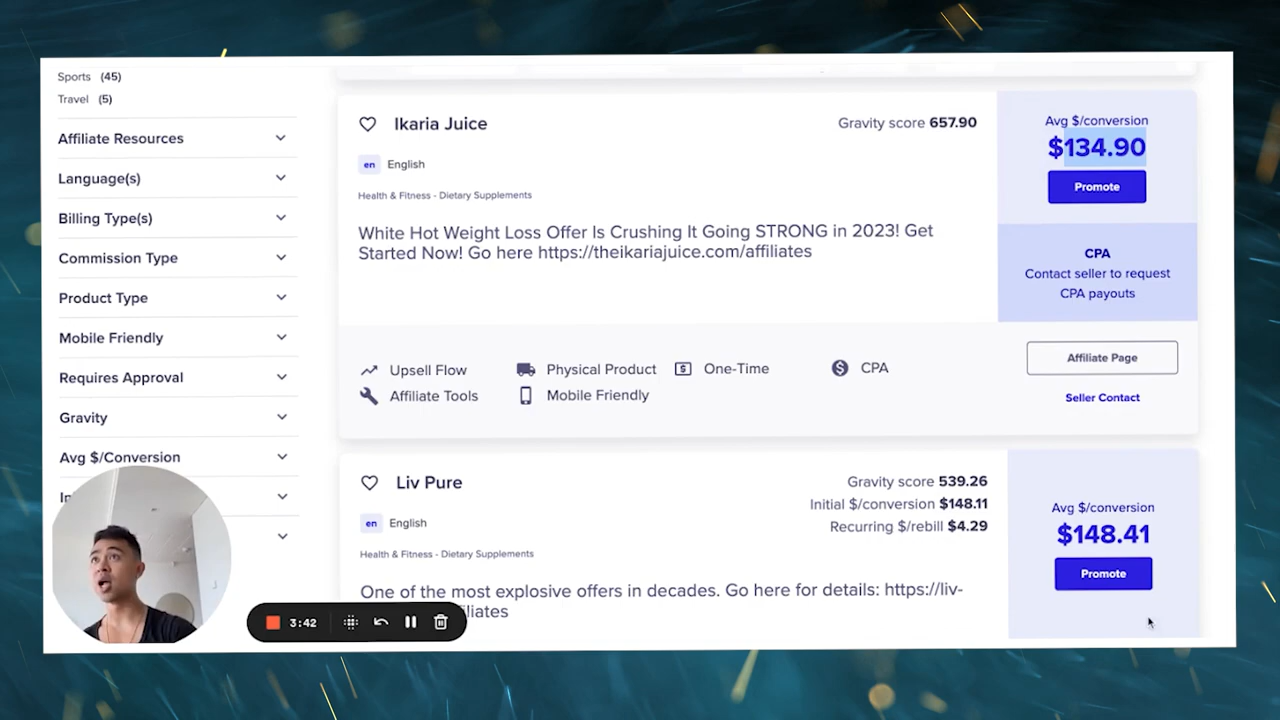 Sports (45)
Travel (5)
Affiliate Resources
Language(s)
Billing Type(s)
Commission Type
Product Type
Mobile Friendly
Requires Approval
Gravity
Avg $/Conversion
Ikaria Juice
Gravity score 657.90
en English
Health & Fitness - Dietary Supplements
White Hot Weight Loss Offer Is Crushing It Going STRONG in 2023! Get
Started Now! Go here https://theikariajuice.com/affiliates
Avg $/conversion
$134.90
Promote
CPA
Contact seller to request
CPA payouts
Upsell Flow
Physical Product
One-Time
CPA
Affiliate Tools
Mobile Friendly
Affiliate Page
Seller Contact
Liv Pure
Gravity score 539.26
Initial $/conversion $148.11
Recurring $/rebill $4.29
en English
Health & Fitness - Dietary Supplements
One of the most explosive offers in decades. Go here for details: https://liv-
Avg $/conversion
$148.41
Promote
3:42